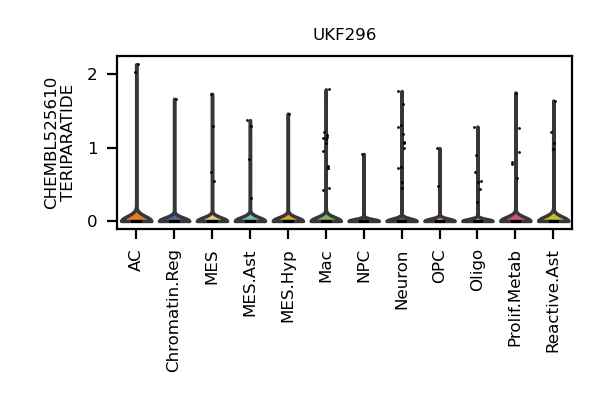 UKF296
CHEMBL525610
TERIPARATIDE
2
1
0
AC
Chromatin.Reg
MES
MES.Ast
MES.Hyp
Mac
NPC
Neuron
OPC
Oligo
Prolif.Metab
Reactive.Ast